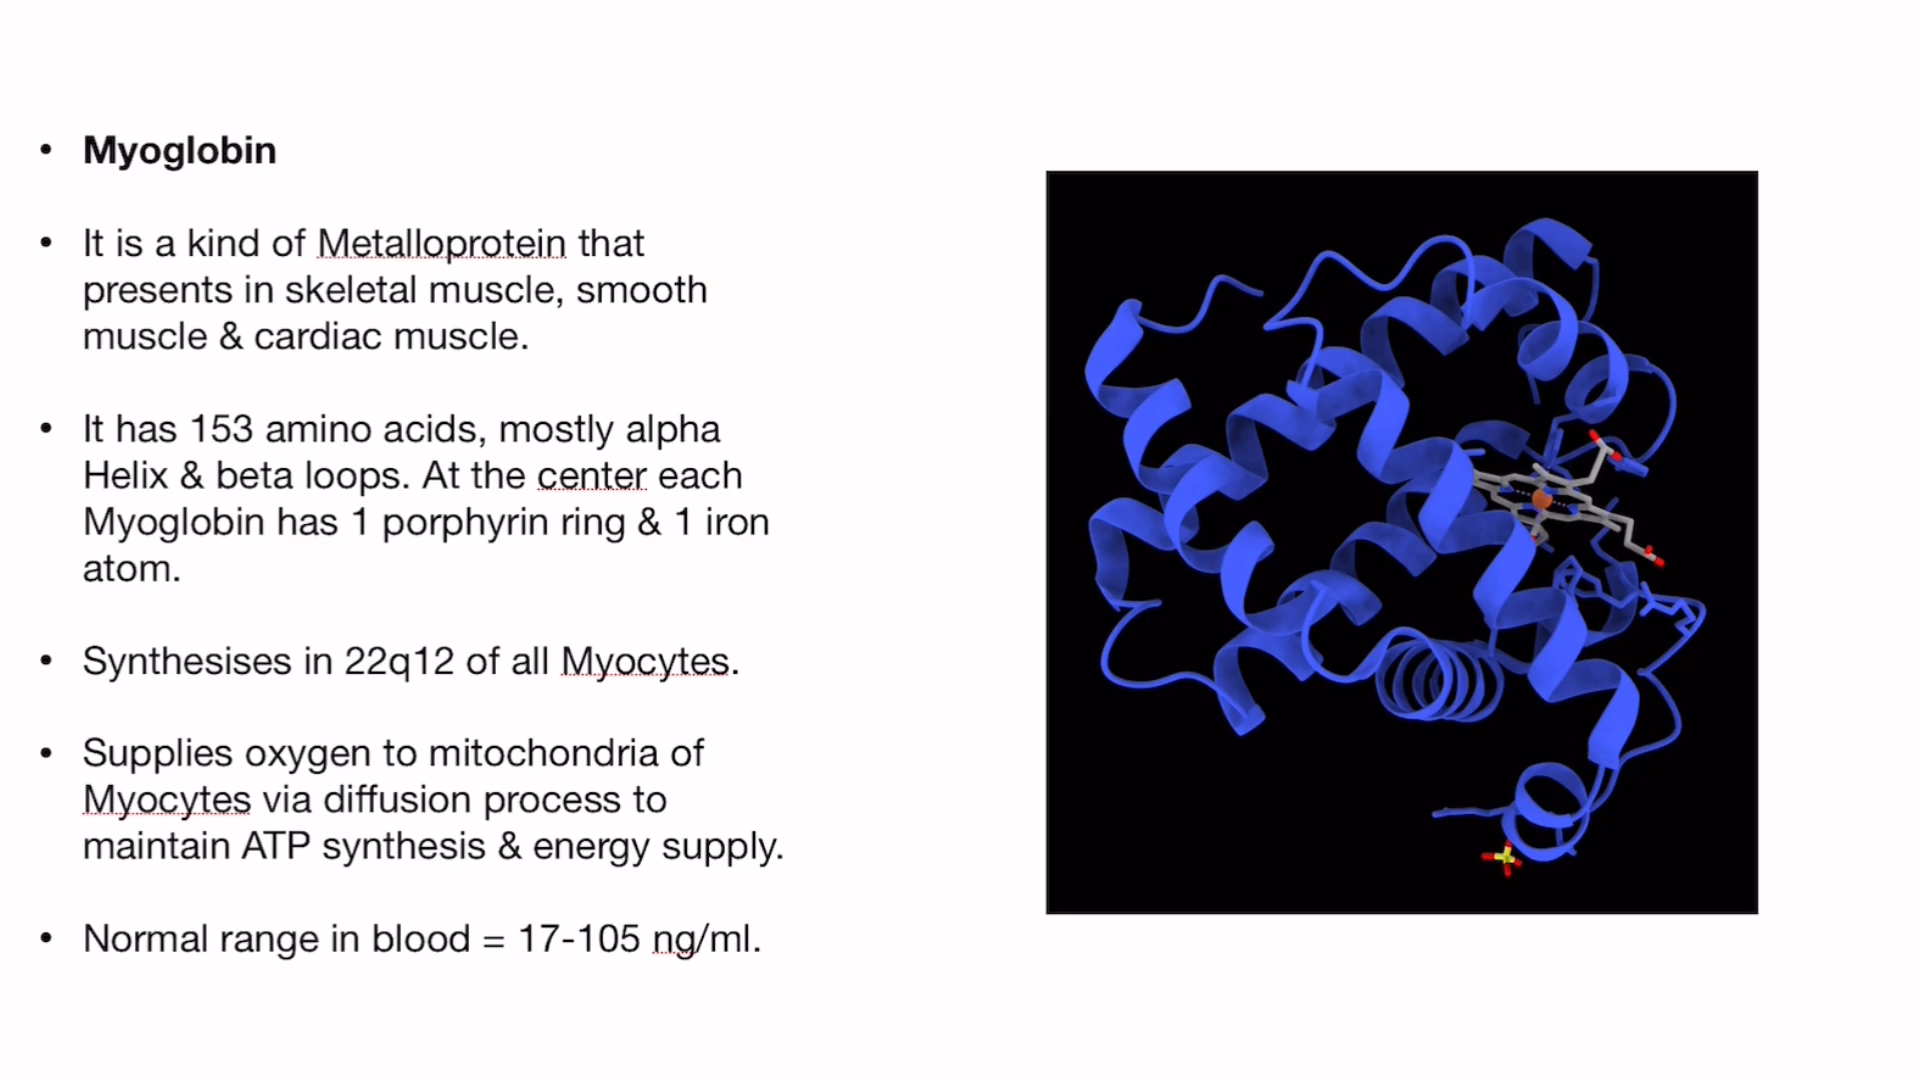 • Myoglobin
• It is a kind of Metalloprotein that
presents in skeletal muscle, smooth
muscle & cardiac muscle.
• It has 153 amino acids, mostly alpha
Helix & beta loops. At the center each
Myoglobin has 1 porphyrin ring & 1 iron
atom.
• Synthesises in 22q12 of all Myocytes.
• Supplies oxygen to mitochondria of
Myocytes via diffusion process to
maintain ATP synthesis & energy supply.
• Normal range in blood = 17-105 ng/ml.